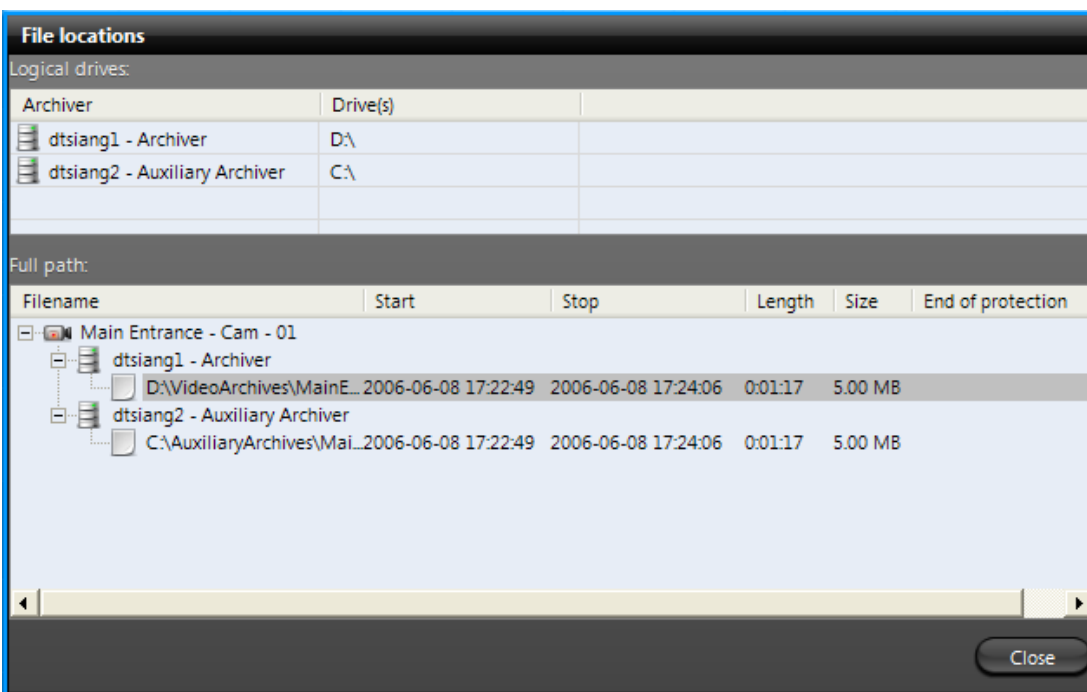 File locations
Logical drives:
Archiver Drive(s)
dtsiang1 - Archiver D:\
dtsiang2 - Auxiliary Archiver C:\
Full path:
Filename Start Stop Length Size End of protection
Main Entrance - Cam - 01
dtsiang1 - Archiver
D:\VideoArchives\MainE... 2006-06-08 17:22:49 2006-06-08 17:24:06 0:01:17 5.00 MB
dtsiang2 - Auxiliary Archiver
C:\AuxiliaryArchives\Mai... 2006-06-08 17:22:49 2006-06-08 17:24:06 0:01:17 5.00 MB
Close